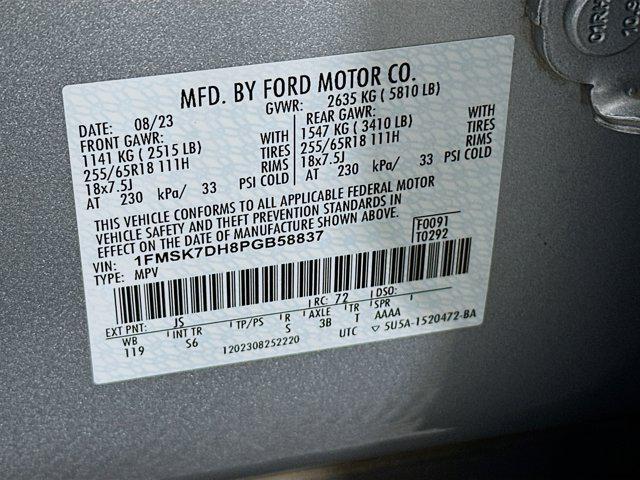 MFD. BY FORD MOTOR CO.
DATE: 08/23 GVWR: 2635 KG ( 5810 LB)
FRONT GAWR: WITH REAR GAWR: WITH
1141 KG ( 2515 LB) TIRES 1547 KG ( 3410 LB) TIRES
255/65R18 111H RIMS 255/65R18 111H RIMS
18x7.5J PSI COLD 18x7.5J PSI COLD
AT 230 kPa/ 33 AT 230 kPa/ 33
THIS VEHICLE CONFORMS TO ALL APPLICABLE FEDERAL MOTOR
VEHICLE SAFETY AND THEFT PREVENTION STANDARDS IN
EFFECT ON THE DATE OF MANUFACTURE SHOWN ABOVE.
VIN: 1FMSK7DH8PGB58837 F0091
TYPE: MPV T0292
EXT PNT: JS RC: 72 DSO:
WB INT TR TP/PS R AXLE TR SPR
119 S6 S 3B T AAAA
1202308252220 UTC ▽ 5U5A-1520472-BA